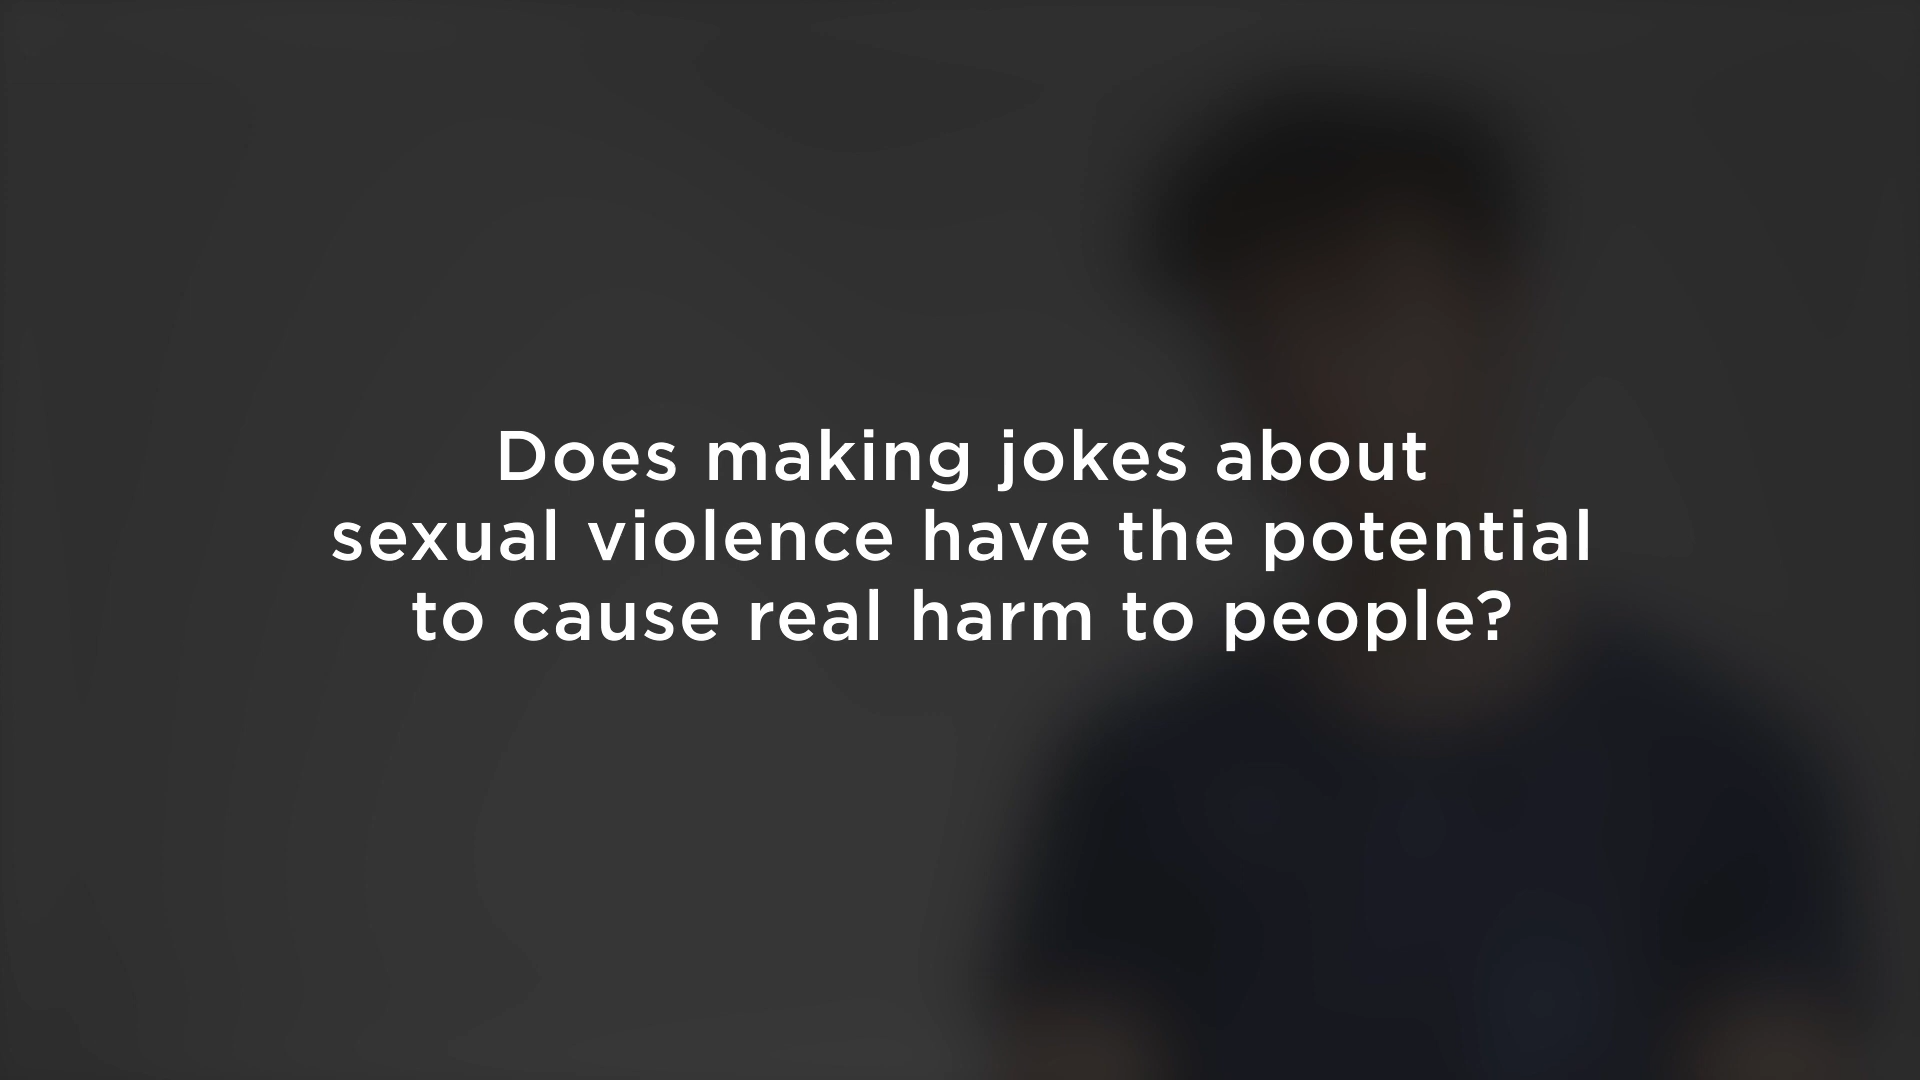 Does making jokes about
sexual violence have the potential
to cause real harm to people?